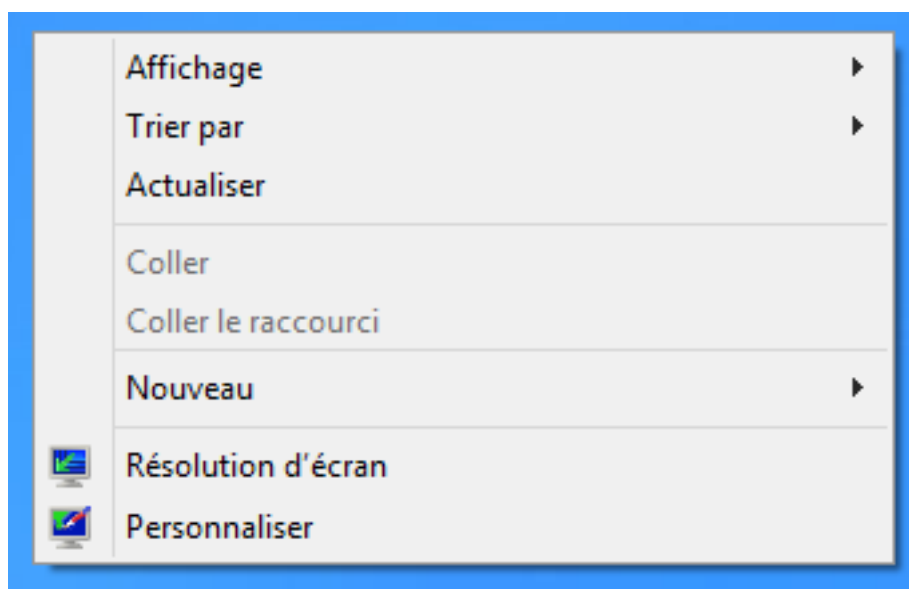 Affichage
Trier par
Actualiser
Coller
Coller le raccourci
Nouveau
Résolution d’écran
Personnaliser